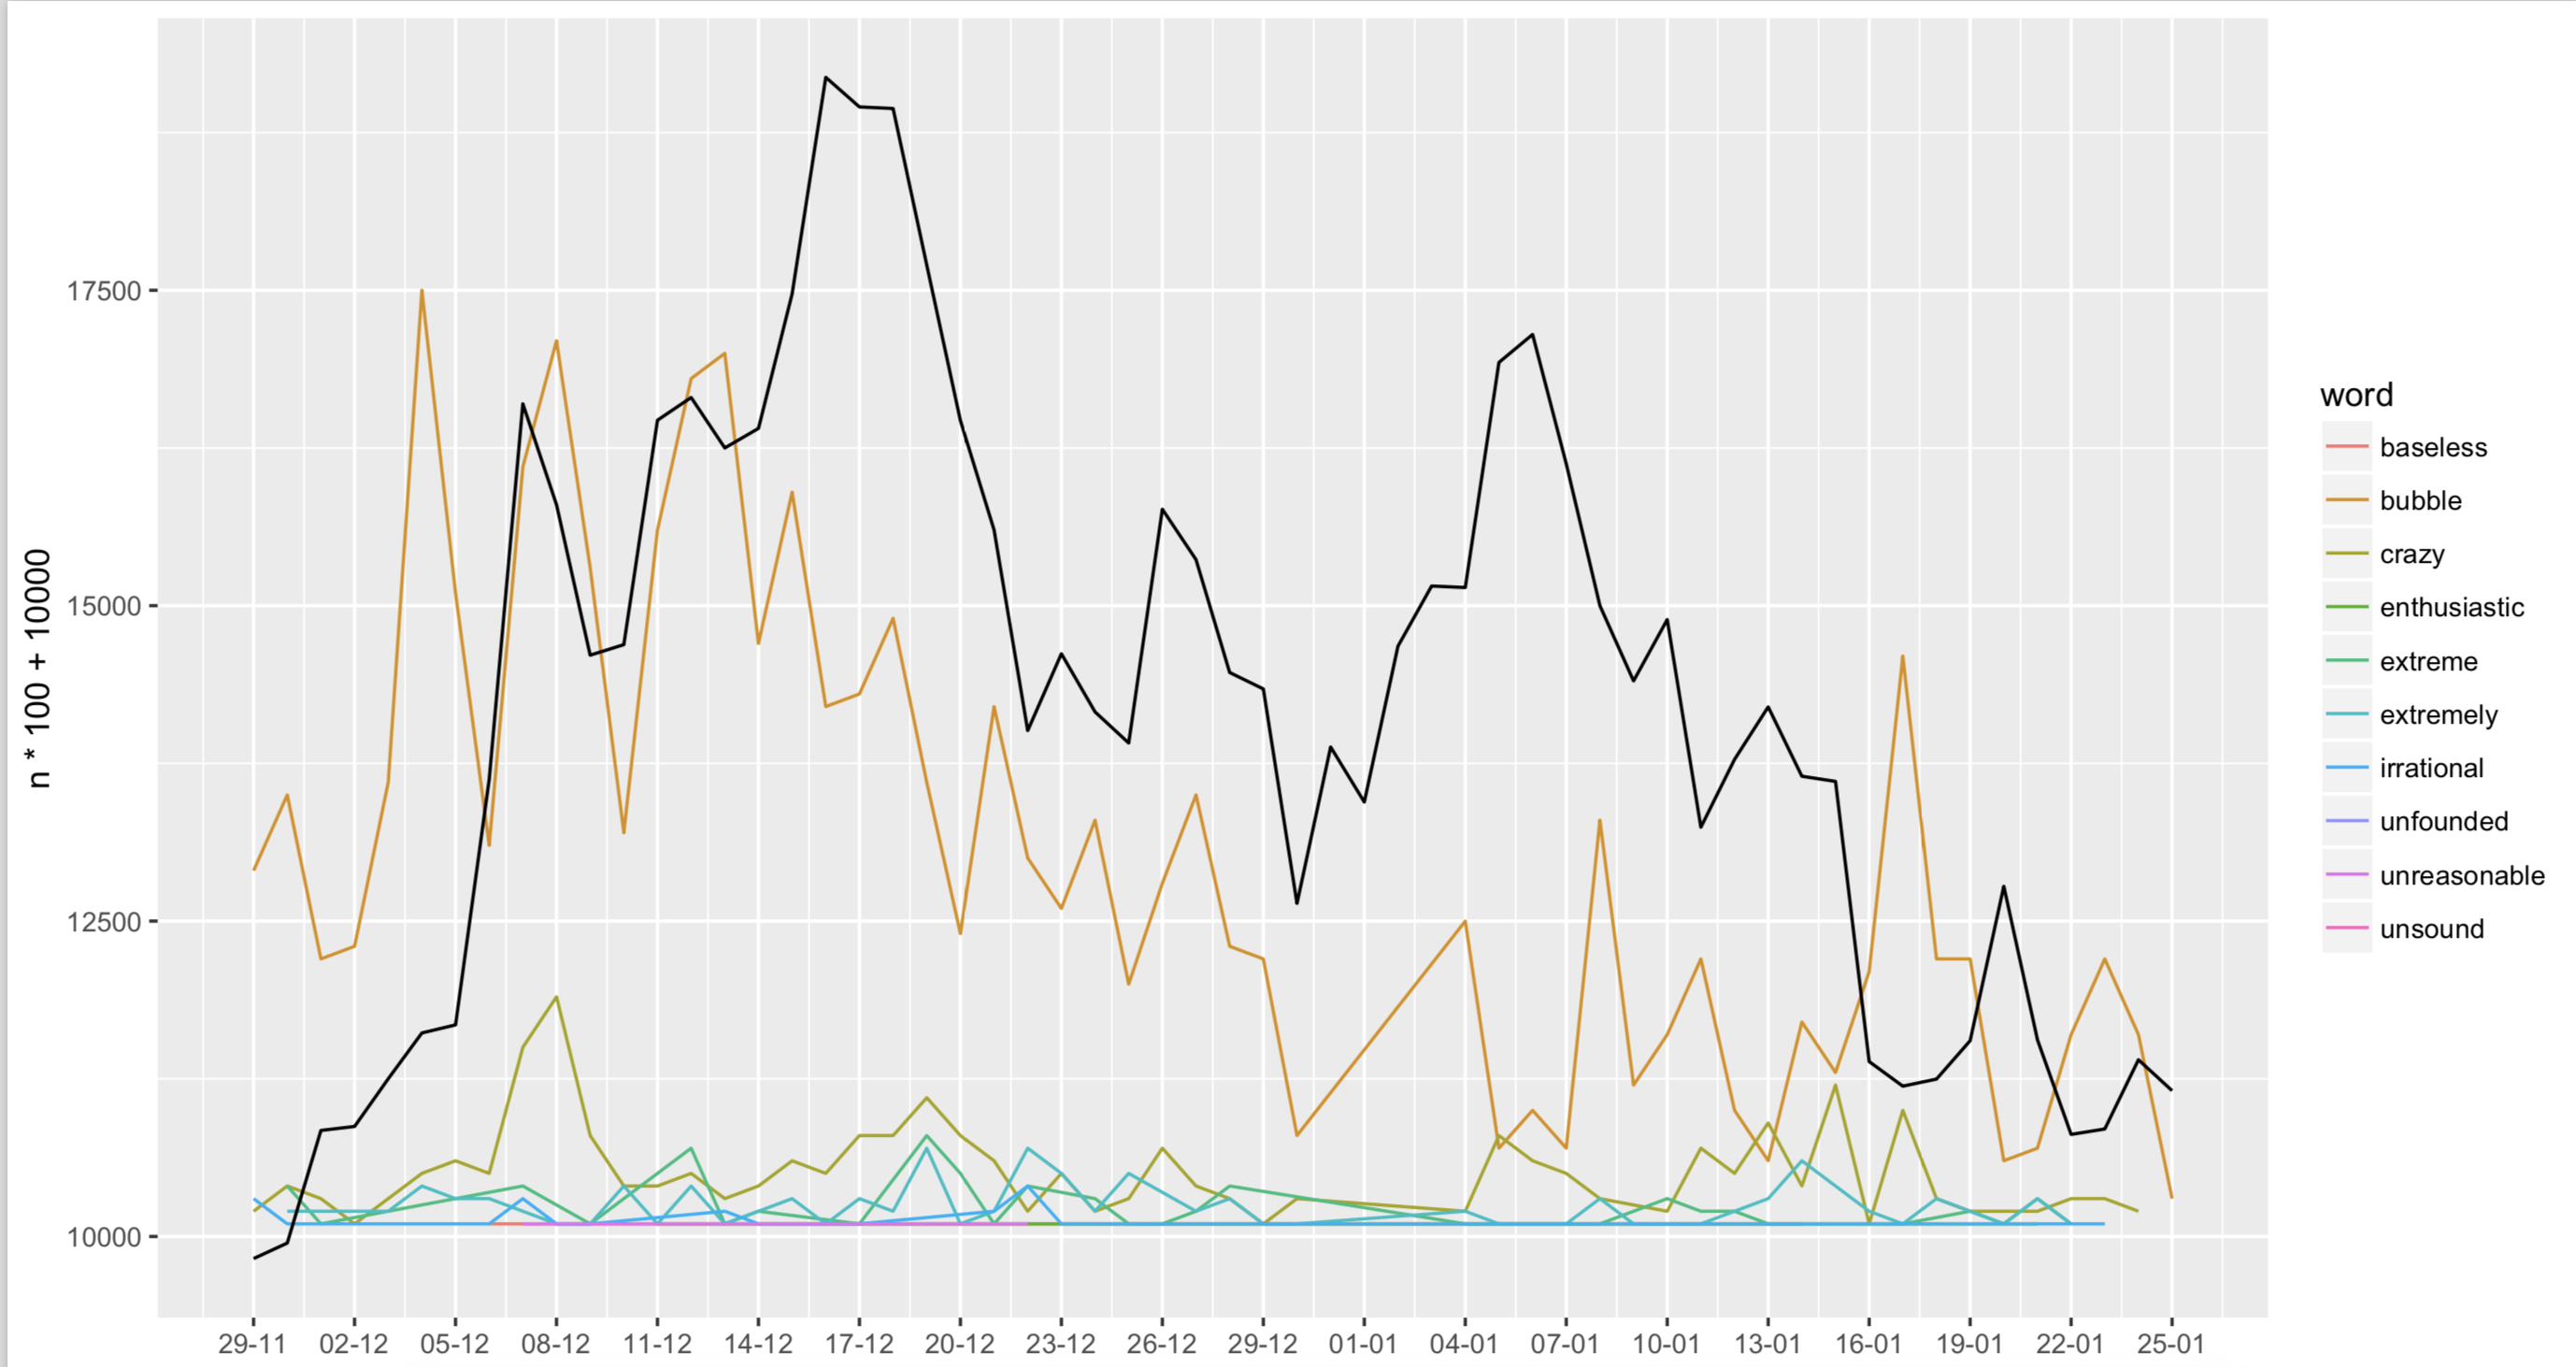 n * 100 + 10000
17500
15000
12500
10000
29-11 02-12 05-12 08-12 11-12 14-12 17-12 20-12 23-12 26-12 29-12 01-01 04-01 07-01 10-01 13-01 16-01 19-01 22-01 25-01
word
baseless
bubble
crazy
enthusiastic
extreme
extremely
irrational
unfounded
unreasonable
unsound